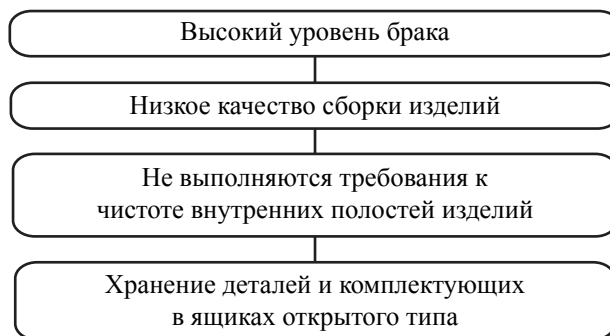 Высокий уровень брака
Низкое качество сборки изделий
Не выполняются требования к
чистоте внутренних полостей изделий
Хранение деталей и комплектующих
в ящиках открытого типа